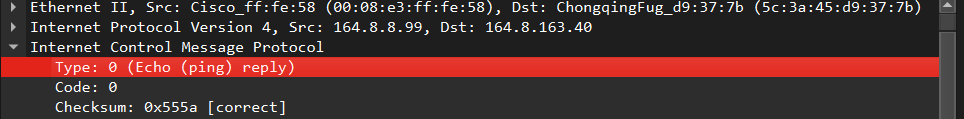 Ethernet II, Src: Cisco_ff:fe:58 (00:08:e3:ff:fe:58), Dst: ChongqingFug_d9:37:7b (5c:3a:45:d9:37:7b)
Internet Protocol Version 4, Src: 164.8.8.99, Dst: 164.8.163.40
Internet Control Message Protocol
Type: 0 (Echo (ping) reply)
Code: 0
Checksum: 0x555a [correct]